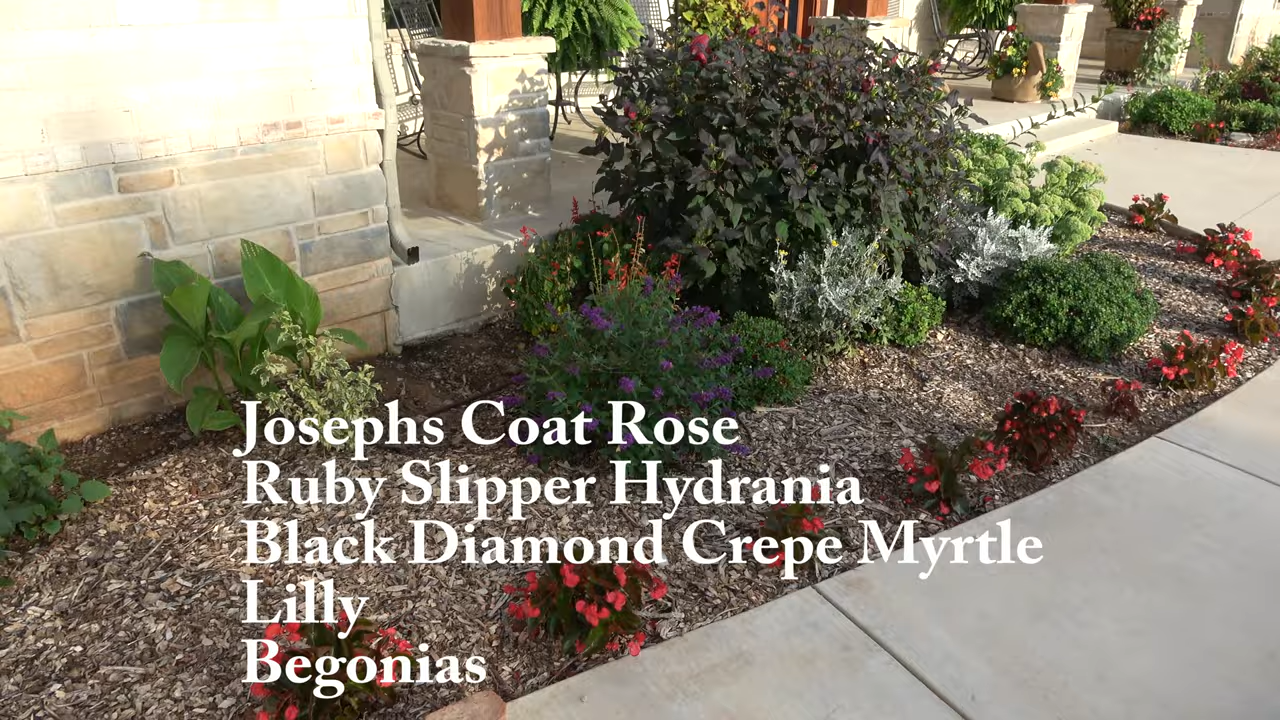 Josephs Coat Rose
Ruby Slipper Hydrania
Black Diamond Crepe Myrtle
Lilly
Begonias